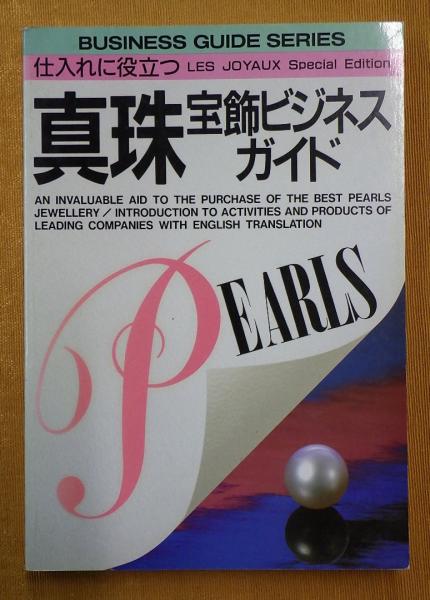 BUSINESS GUIDE SERIES
仕入れに役立つ LES JOYAUX Special Edition
真珠宝飾ビジネス
ガイド
AN INVALUABLE AID TO THE PURCHASE OF THE BEST PEARLS
JEWELLERY / INTRODUCTION TO ACTIVITIES AND PRODUCTS OF
LEADING COMPANIES WITH ENGLISH TRANSLATION
PEARLS